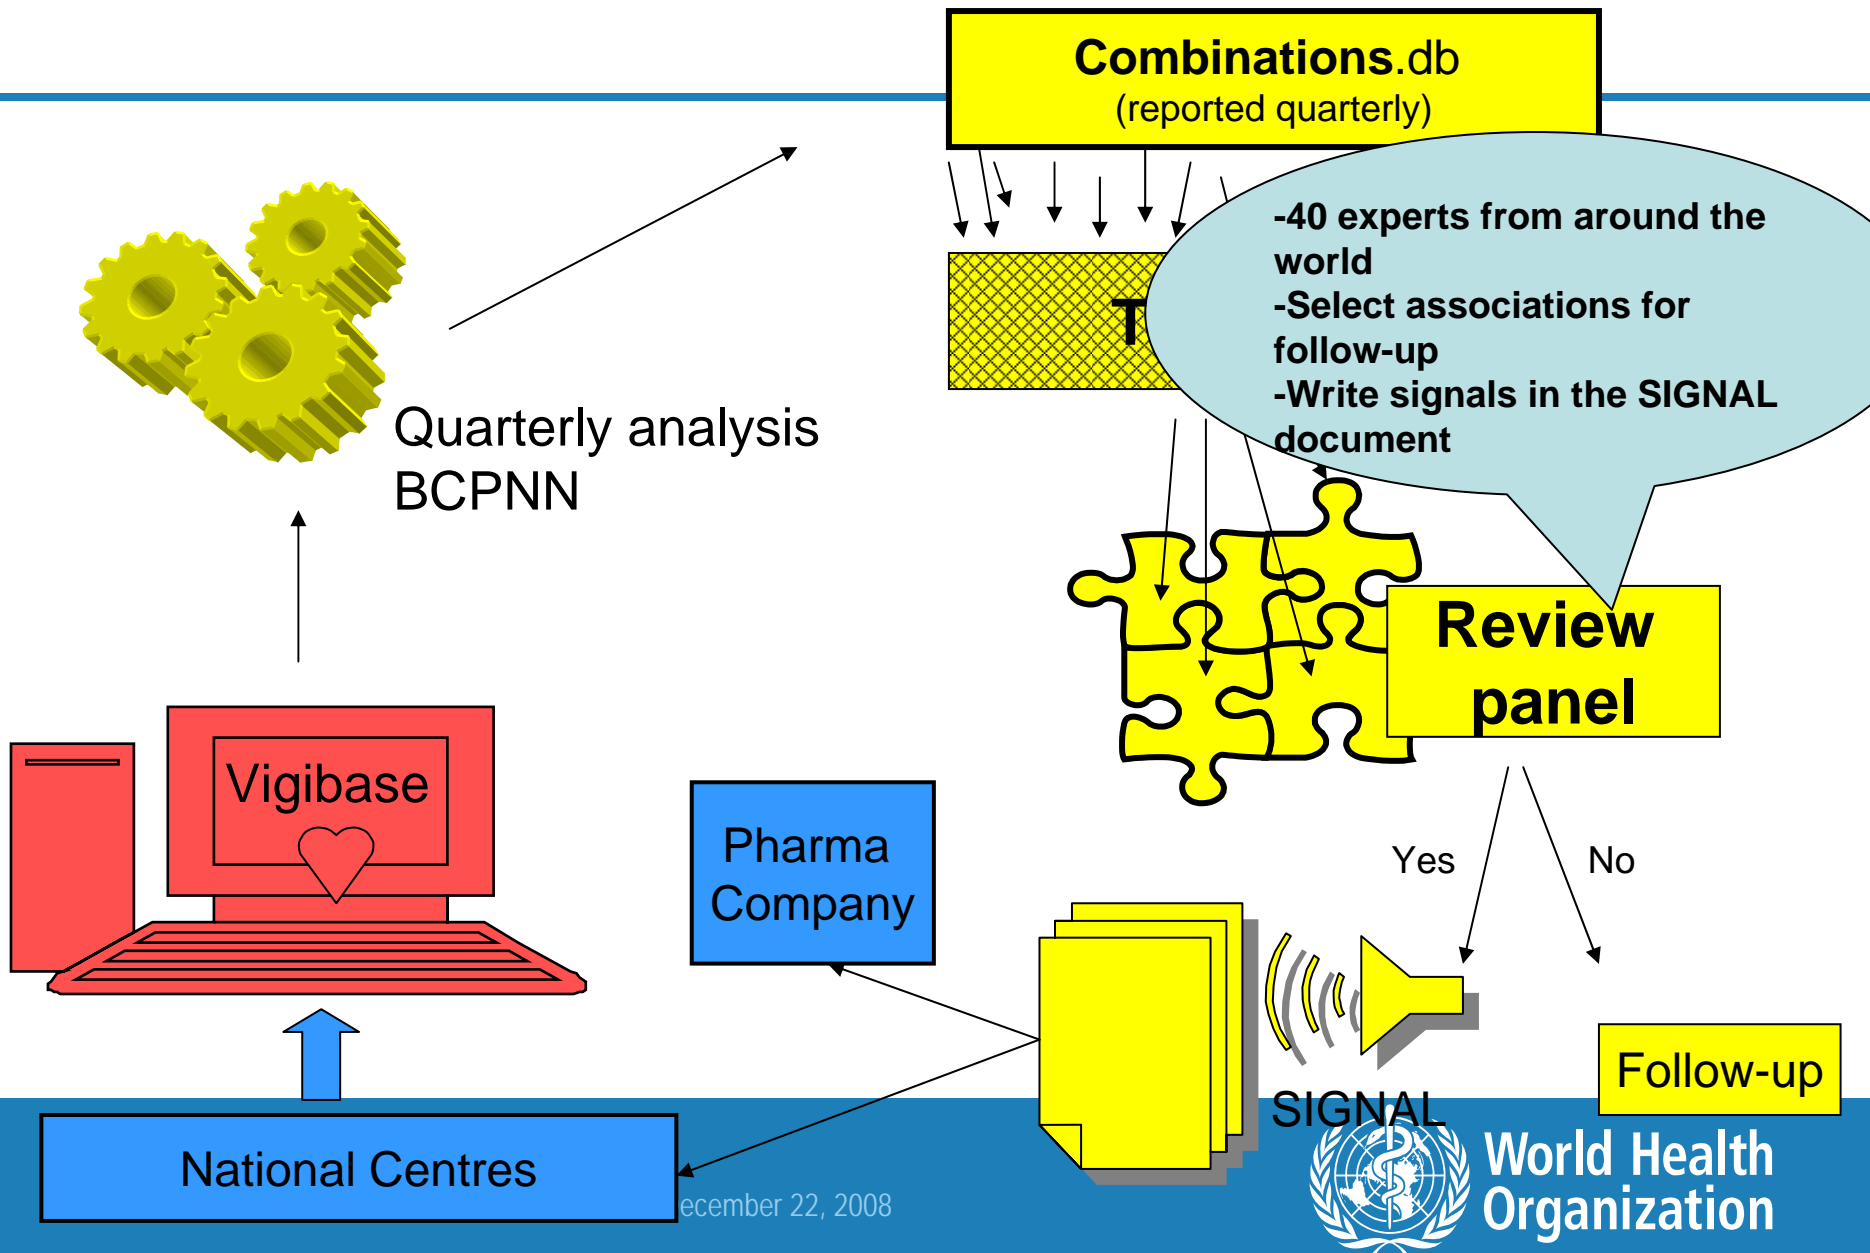 Combinations.db
(reported quarterly)
-40 experts from around the
world
-Select associations for
follow-up
-Write signals in the SIGNAL
document
Quarterly analysis
BCPNN
Review
panel
Vigibase
Pharma
Company
Yes
No
Follow-up
SIGNAL
National Centres
ecember 22, 2008
World Health
Organization